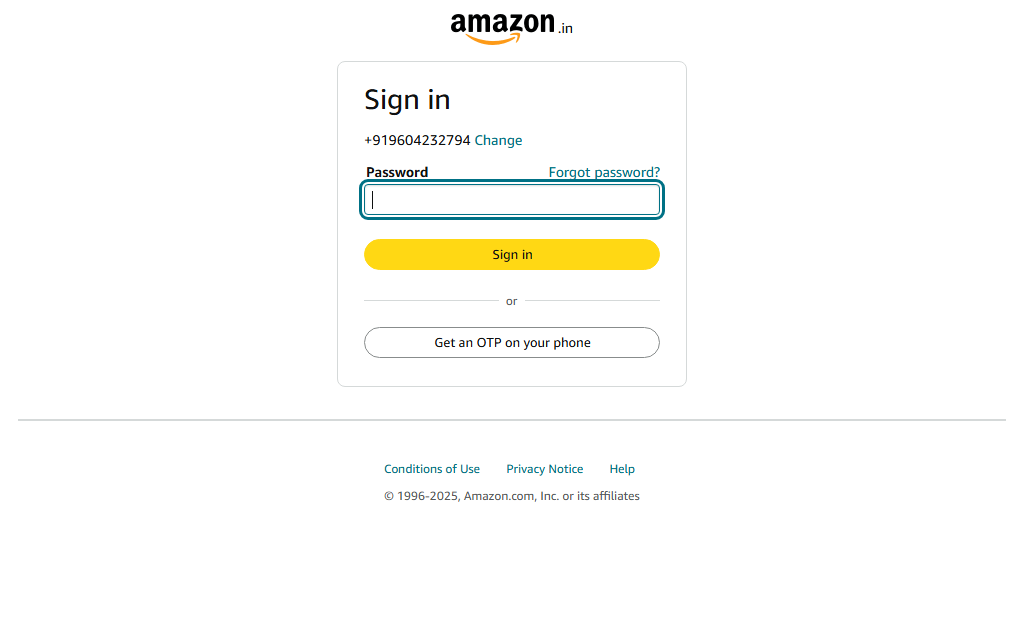 amazon.in
Sign in
+919604232794 Change
Password Forgot password?
Sign in
or
Get an OTP on your phone
Conditions of Use Privacy Notice Help
© 1996-2025, Amazon.com, Inc. or its affiliates